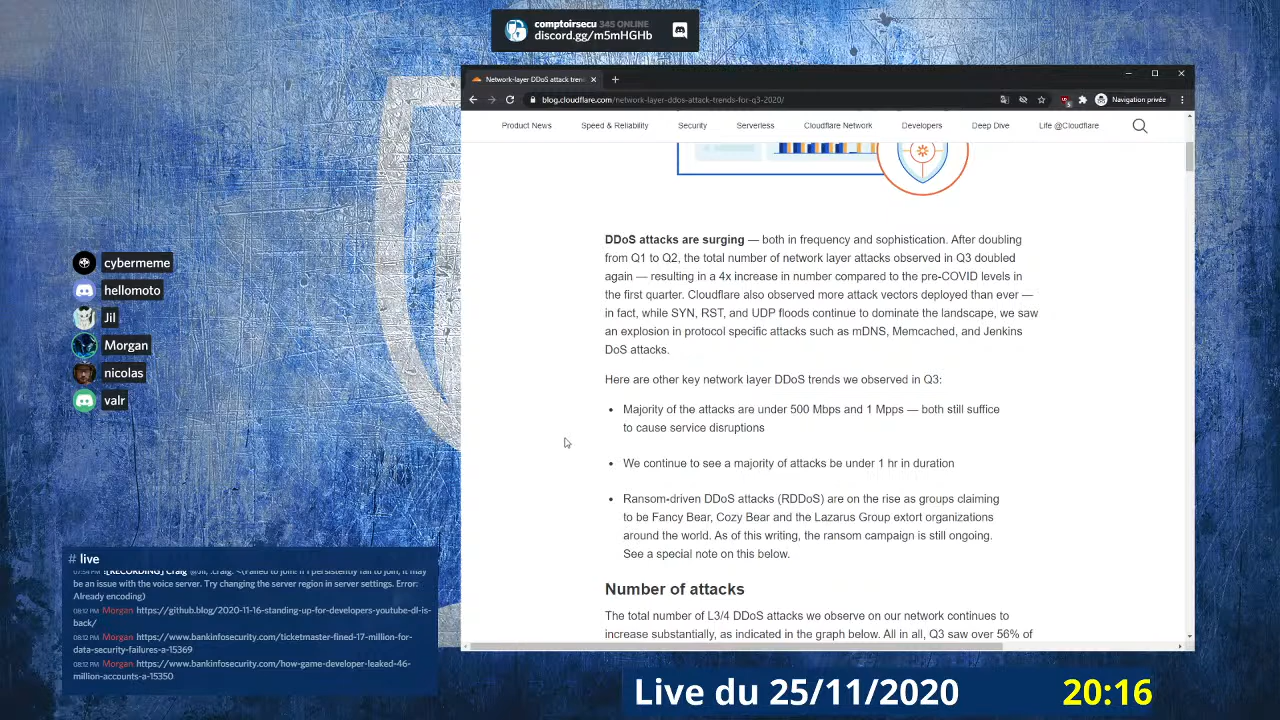 comptoirsecu 345 ONLINE
discord.gg/m5mHGHb
Network-layer DDoS attack tren
blog.cloudflare.com/network-layer-ddos-attack-trends-for-q3-2020/
Navigation privée
Product News
Speed & Reliability
Security
Serverless
Cloudflare Network
Developers
Deep Dive
Life @Cloudflare
DDoS attacks are surging — both in frequency and sophistication. After doubling
from Q1 to Q2, the total number of network layer attacks observed in Q3 doubled
again — resulting in a 4x increase in number compared to the pre-COVID levels in
the first quarter. Cloudflare also observed more attack vectors deployed than ever —
in fact, while SYN, RST, and UDP floods continue to dominate the landscape, we saw
an explosion in protocol specific attacks such as mDNS, Memcached, and Jenkins
DoS attacks.
Here are other key network layer DDoS trends we observed in Q3:
• Majority of the attacks are under 500 Mbps and 1 Mpps — both still suffice
to cause service disruptions
• We continue to see a majority of attacks be under 1 hr in duration
• Ransom-driven DDoS attacks (RDDoS) are on the rise as groups claiming
to be Fancy Bear, Cozy Bear and the Lazarus Group extort organizations
around the world. As of this writing, the ransom campaign is still ongoing.
See a special note on this below.
Number of attacks
The total number of L3/4 DDoS attacks we observe on our network continues to
increase substantially, as indicated in the graph below. All in all, Q3 saw over 56% of
cybermeme
hellomoto
Jil
Morgan
nicolas
valr
# live
be an issue with the voice server. Try changing the server region in server settings. Error:
Already encoding)
08:12 PM Morgan https://github.blog/2020-11-16-standing-up-for-developers-youtube-dl-is-
back/
08:12 PM Morgan https://www.bankinfosecurity.com/ticketmaster-fined-17-million-for-
data-security-failures-a-15369
08:12 PM Morgan https://www.bankinfosecurity.com/how-game-developer-leaked-46-
million-accounts-a-15350
Live du 25/11/2020
20:16